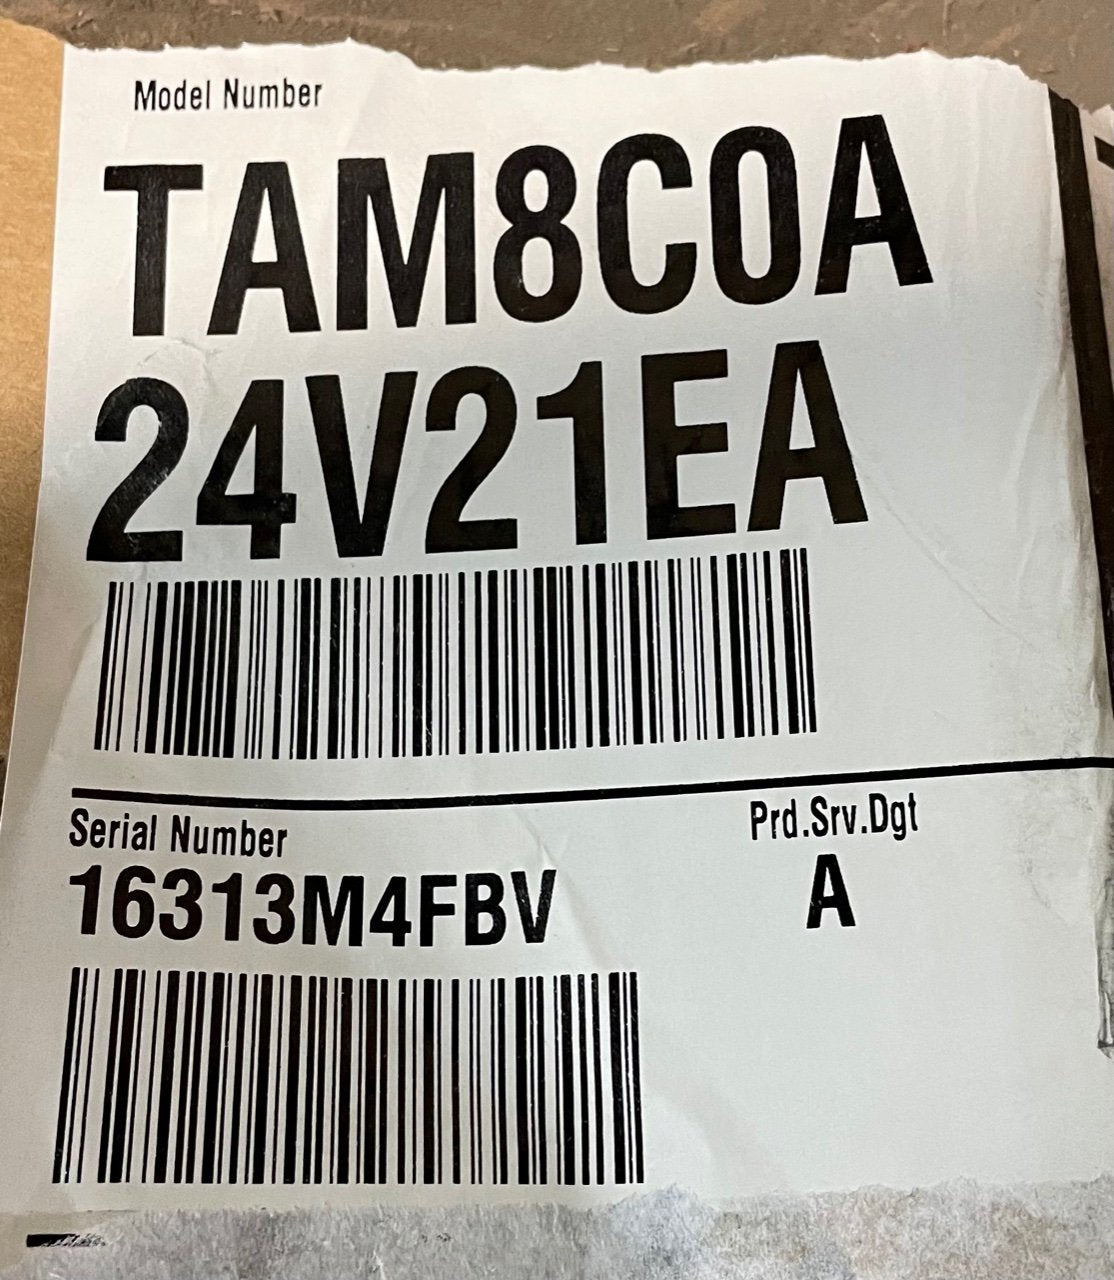 Model Number
TAM8C0A
24V21EA
Serial Number
Prd.Srv.Dgt
16313M4FBV
A